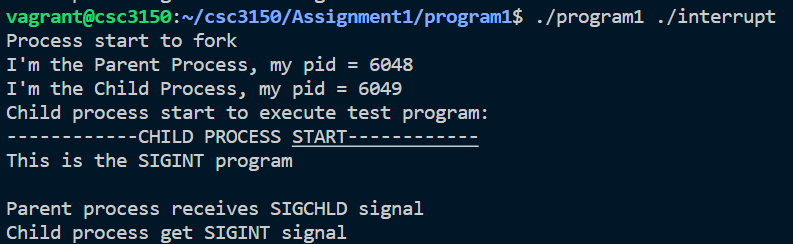 vagrant@csc3150:~/csc3150/Assignment1/program1$ ./program1 ./interrupt
Process start to fork
I'm the Parent Process, my pid = 6048
I'm the Child Process, my pid = 6049
Child process start to execute test program:
------------CHILD PROCESS START------------
This is the SIGINT program
Parent process receives SIGCHLD signal
Child process get SIGINT signal